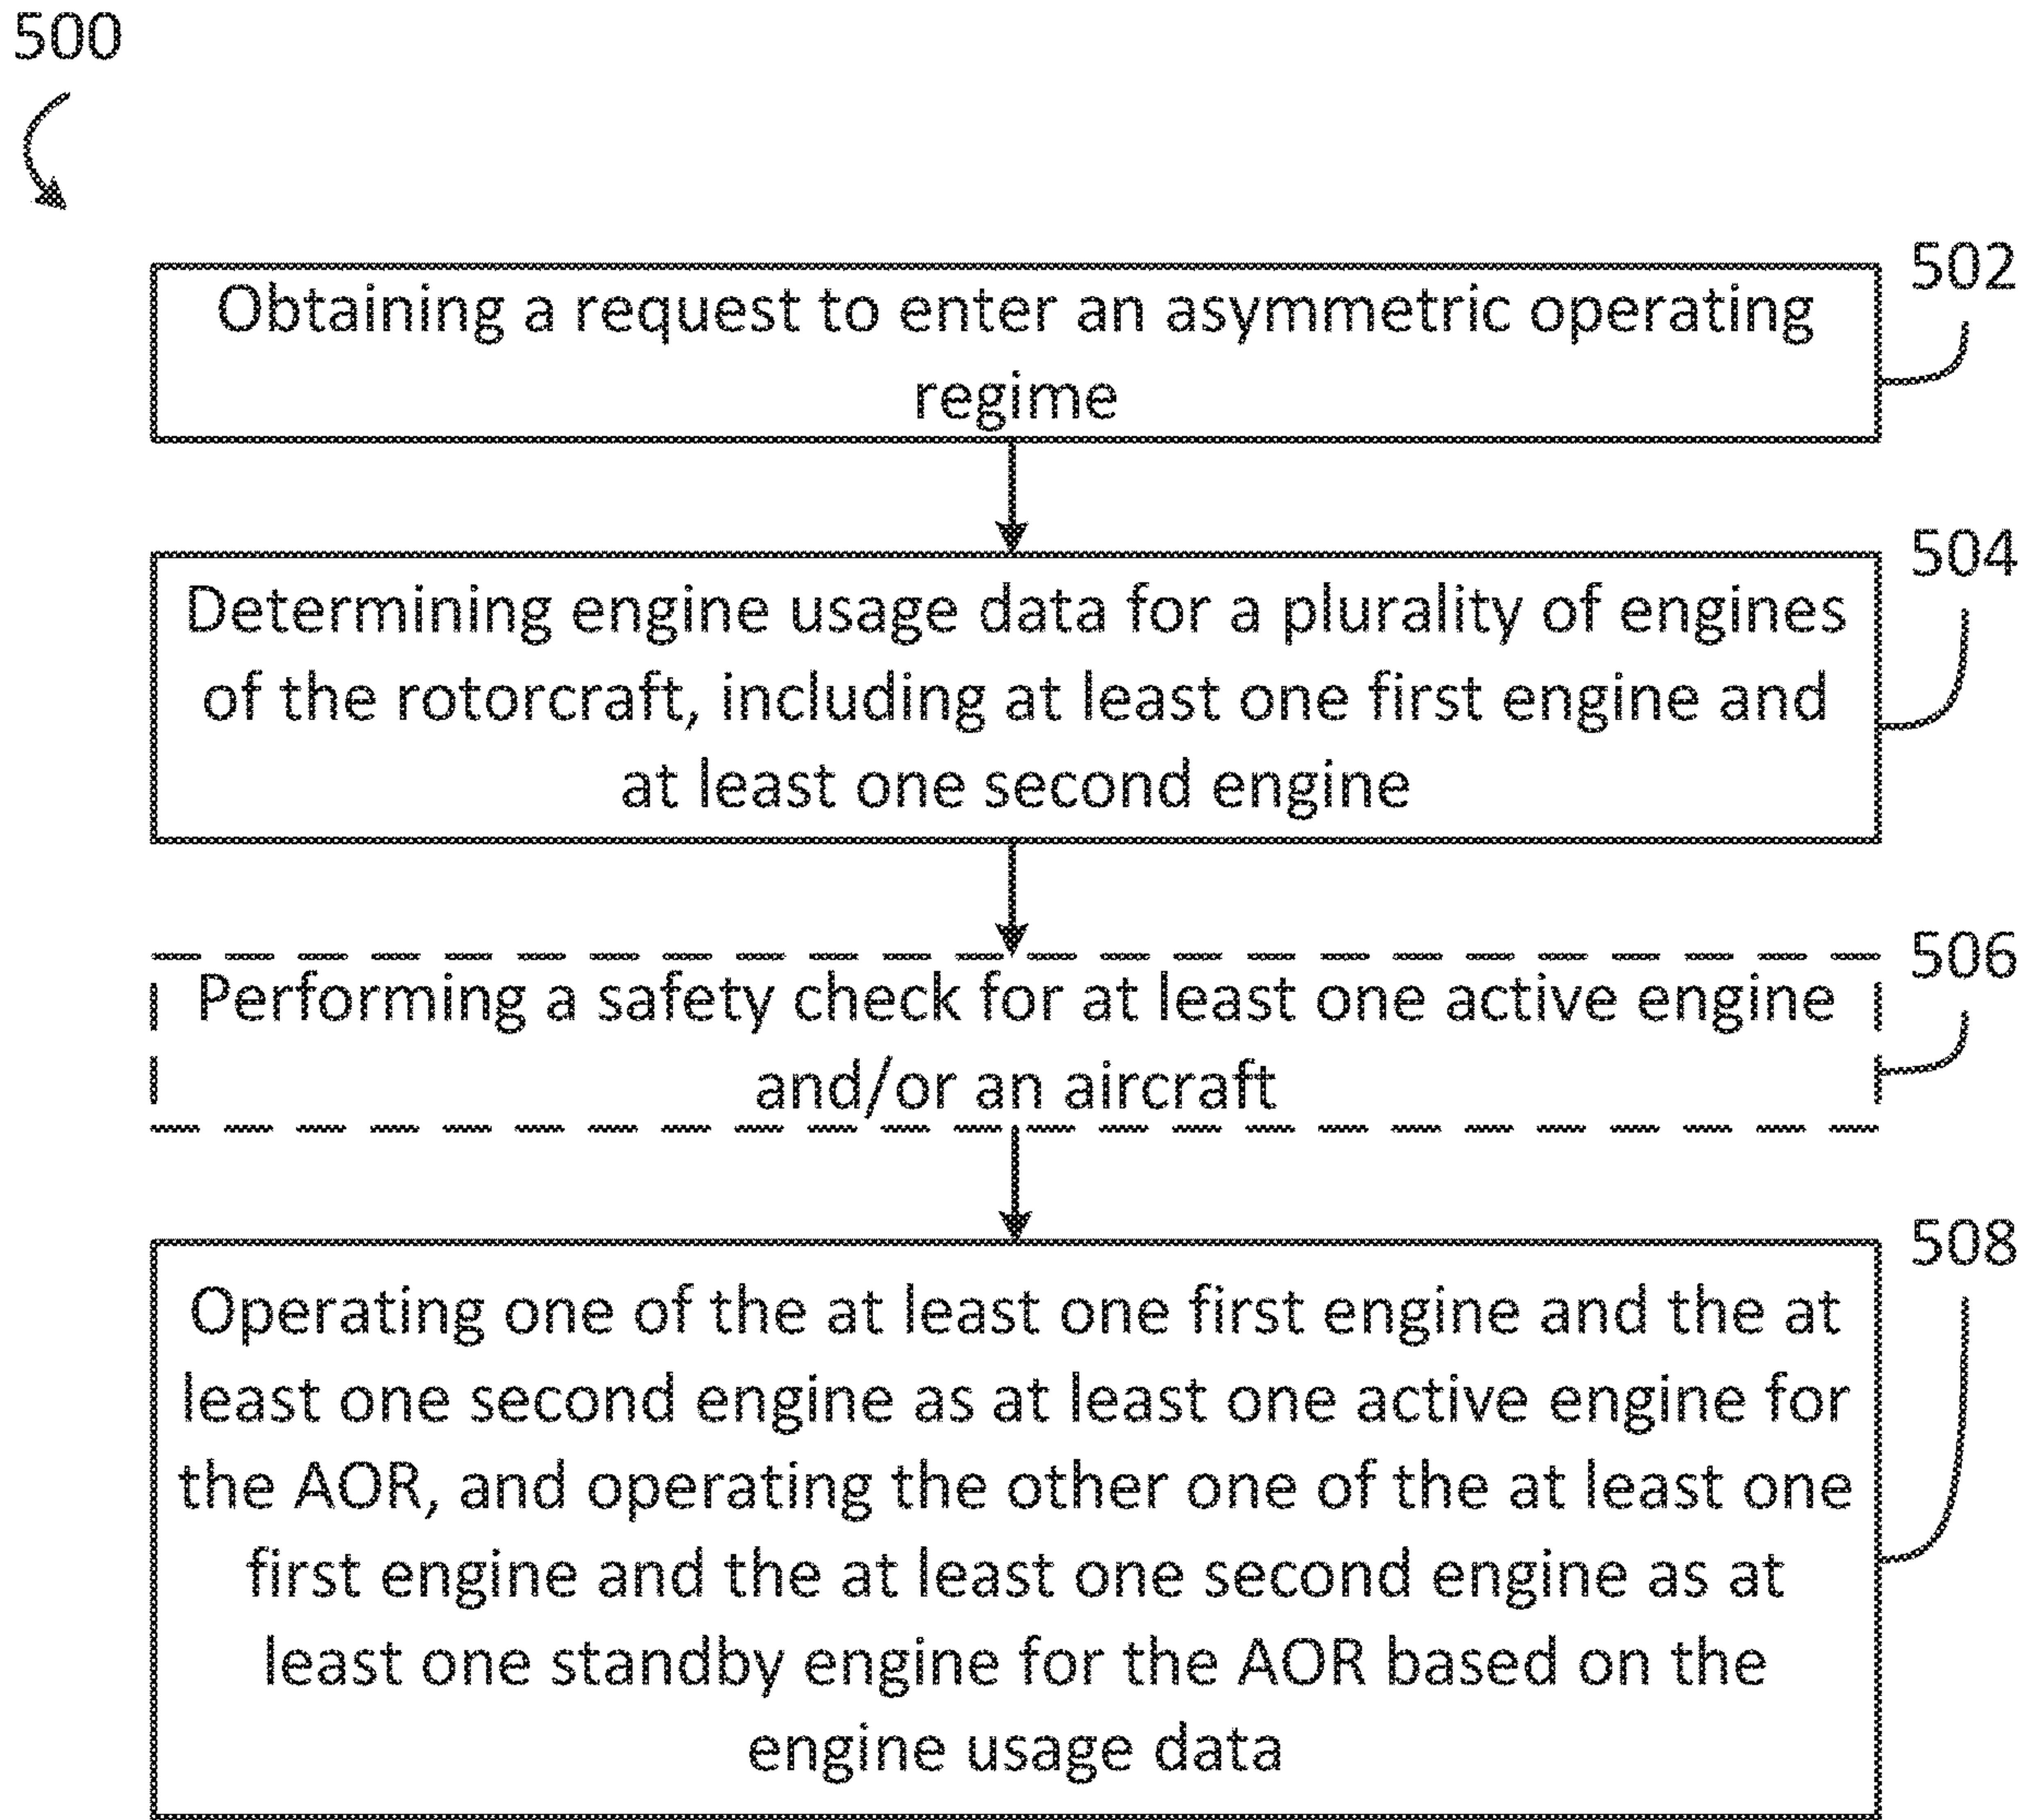 500
502
Obtaining a request to enter an asymmetric operating
regime
504
Determining engine usage data for a plurality of engines
of the rotorcraft, including at least one first engine and
at least one second engine
506
Performing a safety check for at least one active engine
and/or an aircraft
508
Operating one of the at least one first engine and the at
least one second engine as at least one active engine for
the AOR, and operating the other one of the at least one
first engine and the at least one second engine as at
least one standby engine for the AOR based on the
engine usage data